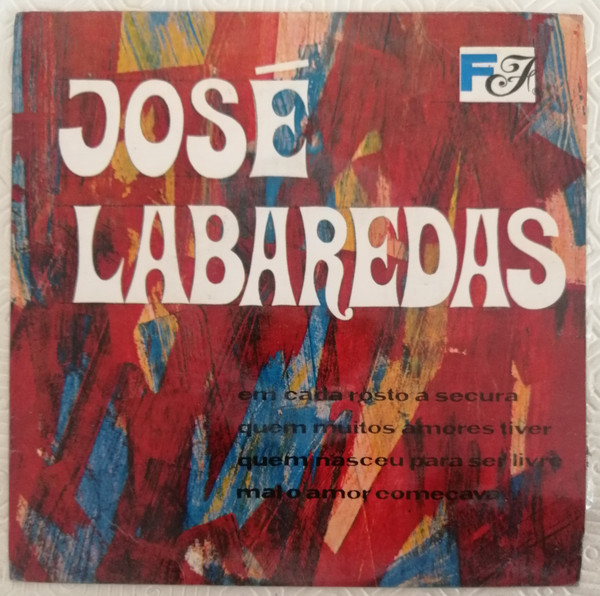 JOSÉ
LABAREDAS
em cada rosto a secura
quem muitos amores tiver
quem nasceu para ser livre
mal o amor começava